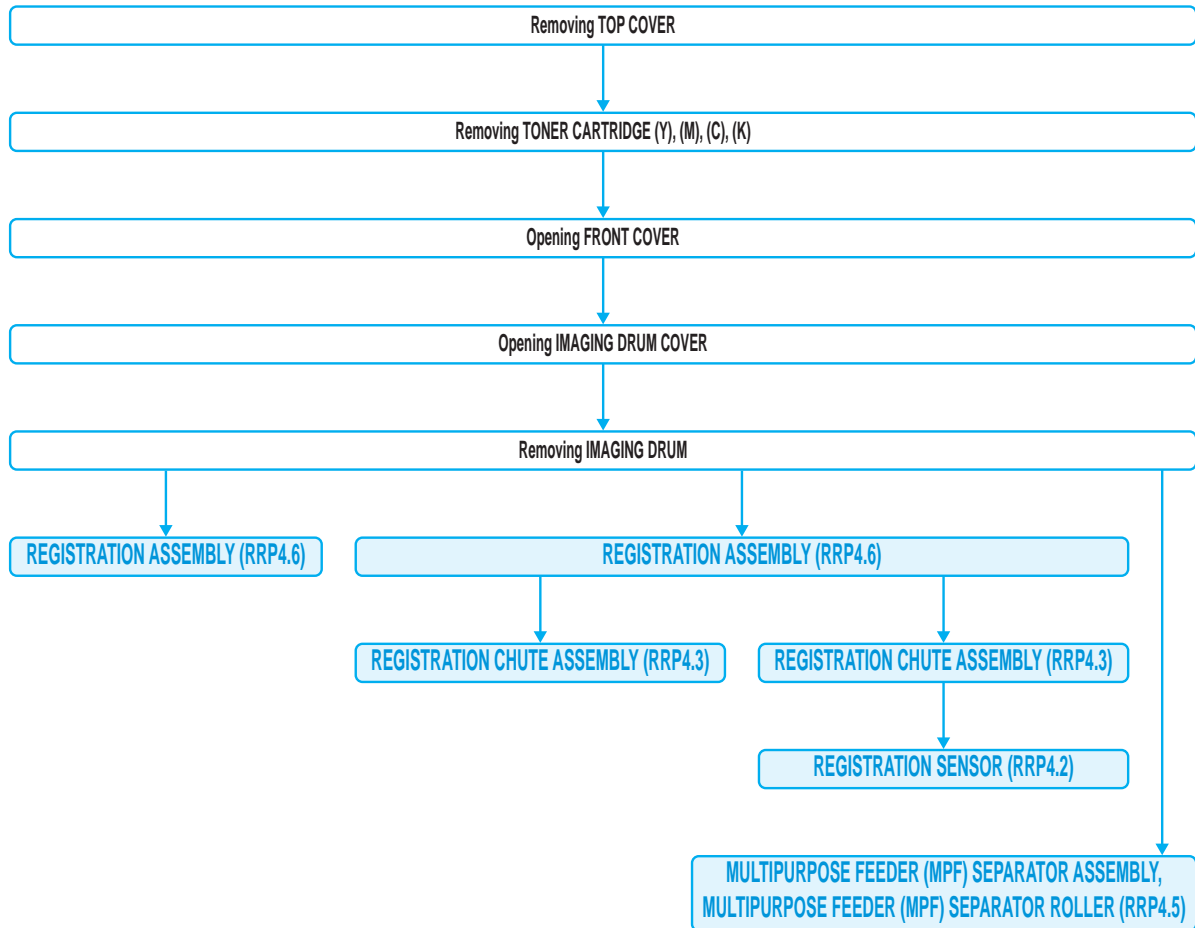 Removing TOP COVER
Removing TONER CARTRIDGE (Y), (M), (C), (K)
Opening FRONT COVER
Opening IMAGING DRUM COVER
Removing IMAGING DRUM
REGISTRATION ASSEMBLY (RRP4.6)
REGISTRATION ASSEMBLY (RRP4.6)
REGISTRATION CHUTE ASSEMBLY (RRP4.3)
REGISTRATION CHUTE ASSEMBLY (RRP4.3)
REGISTRATION SENSOR (RRP4.2)
MULTIPURPOSE FEEDER (MPF) SEPARATOR ASSEMBLY,
MULTIPURPOSE FEEDER (MPF) SEPARATOR ROLLER (RRP4.5)